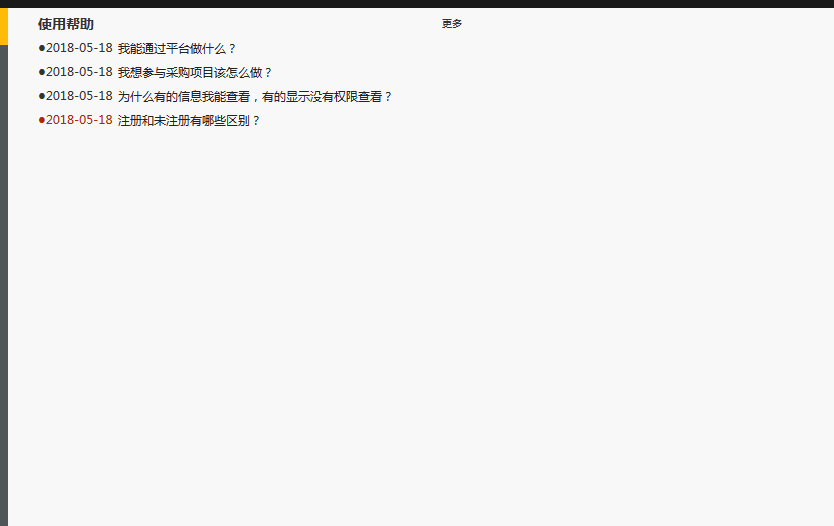 使用帮助 更多
●2018-05-18 我能通过平台做什么？
●2018-05-18 我想参与采购项目该怎么做？
●2018-05-18 为什么有的信息我能查看，有的显示没有权限查看？
●2018-05-18 注册和未注册有哪些区别？